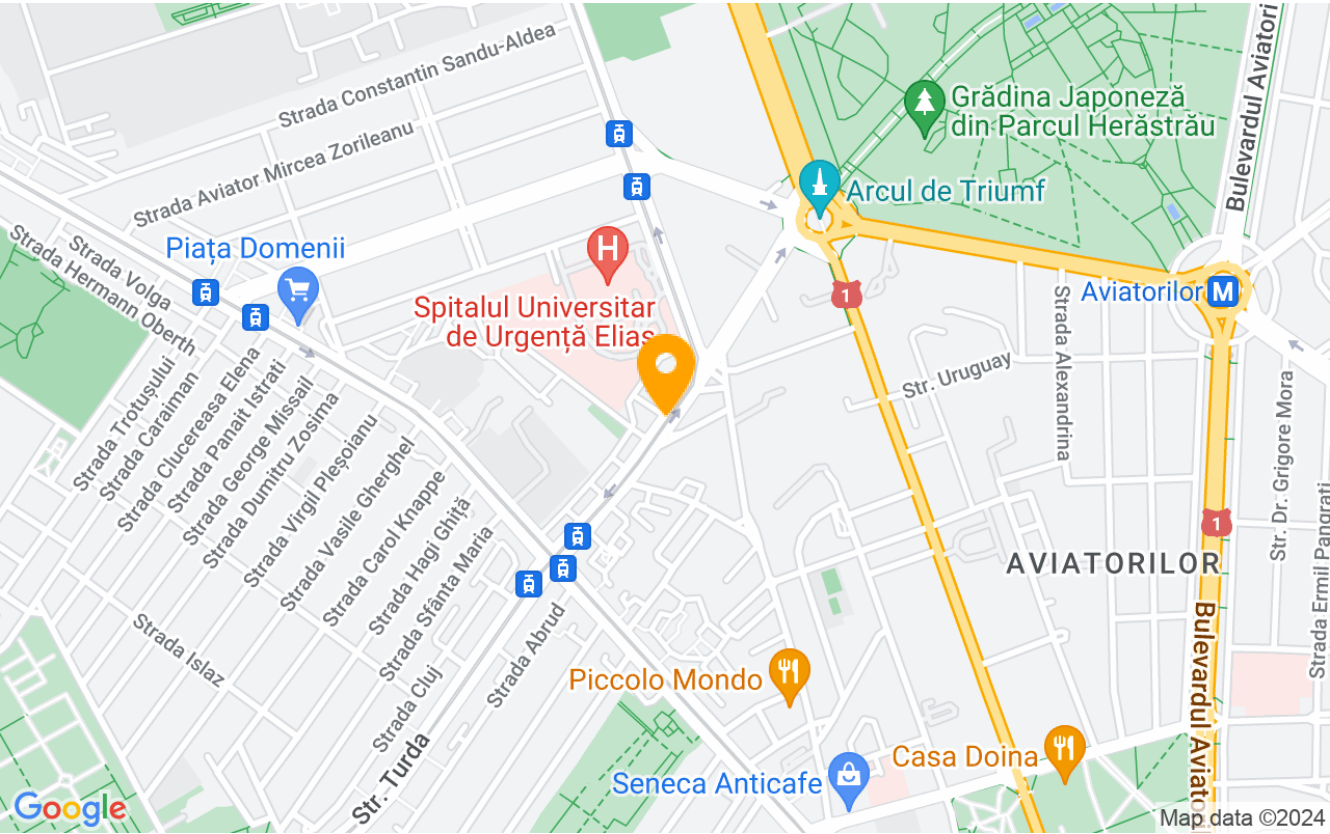 Strada Constantin Sandu-Aldea
Strada Aviator Mircea Zorileanu
Bulevardul Aviatori
Grădina Japoneză
din Parcul Herăstrău
Arcul de Triumf
Piața Domenii
H
Spitalul Universitar
de Urgență Elias
Strada Volga
Strada Hermann Oberth
Aviatorilor
M
1
Strada Alexandrina
Str. Uruguay
Str. Dr. Grigore Mora
Strada Trotușului
Strada Caraiman
Strada Clucereasa Elena
Strada Panait Istrati
Strada George Missail
Strada Dumitru Zosima
Strada Virgil Pleșoianu
Strada Vasile Gherghel
Strada Carol Knappe
Strada Hagi Ghiță
Strada Sfânta Maria
Strada Cluj
Strada Abrud
Strada Islaz
Str. Turda
1
AVIATORILOR
Strada Ermil Pangrati
Bulevardul Aviato
Piccolo Mondo
Casa Doina
Seneca Anticafe
Google
Map data ©2024